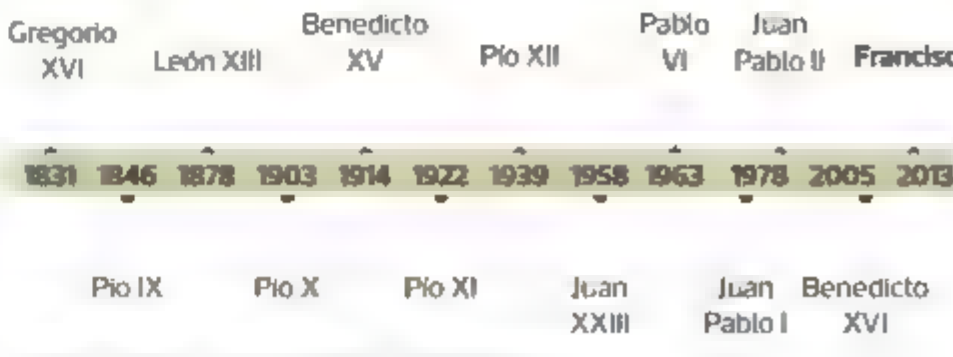 Gregorio
XVI
León XIII
Benedicto
XV
Pío XII
Pablo
VI
Juan
Pablo II
Francisc
1831 1846 1878 1903 1914 1922 1939 1958 1963 1978 2005 2013
Pío IX
Pío X
Pío XI
Juan
XXIII
Juan
Pablo I
Benedicto
XVI